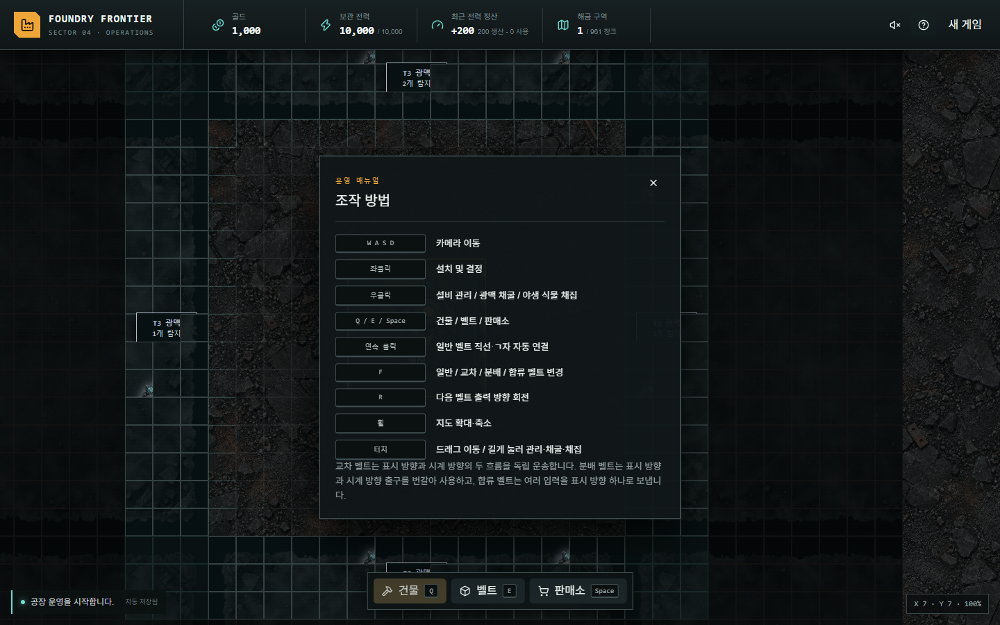 FOUNDRY FRONTIER
SECTOR 04 · OPERATIONS
골드
1,000
보관 전력
10,000 / 10,000
최근 전력 정산
+200 200 생산 - 0 사용
해금 구역
1 / 961 청크
새 게임
T3 광맥
2개 탐지
운영 매뉴얼
조작 방법
W A S D 카메라 이동
좌클릭 설치 및 결정
우클릭 설비 관리 / 광맥 채굴 / 야생 식물 채집
Q / E / Space 건물 / 벨트 / 판매소
연속 클릭 일반 벨트 직선·ㄱ자 자동 연결
F 일반 / 교차 / 분배 / 합류 벨트 변경
R 다음 벨트 출력 방향 회전
휠 지도 확대·축소
터치 드래그 이동 / 길게 눌러 관리·채굴·채집
교차 벨트는 표시 방향과 시계 방향의 두 흐름을 독립 운송합니다. 분배 벨트는 표시 방향
과 시계 방향 출구를 번갈아 사용하고, 합류 벨트는 여러 입력을 표시 방향 하나로 보냅니
다.
T3 광맥
1개 탐지
T3 광맥
건물 Q
벨트 E
판매소 Space
공장 운영을 시작합니다. 자동 저장됨
X 7 · Y 7 · 100%